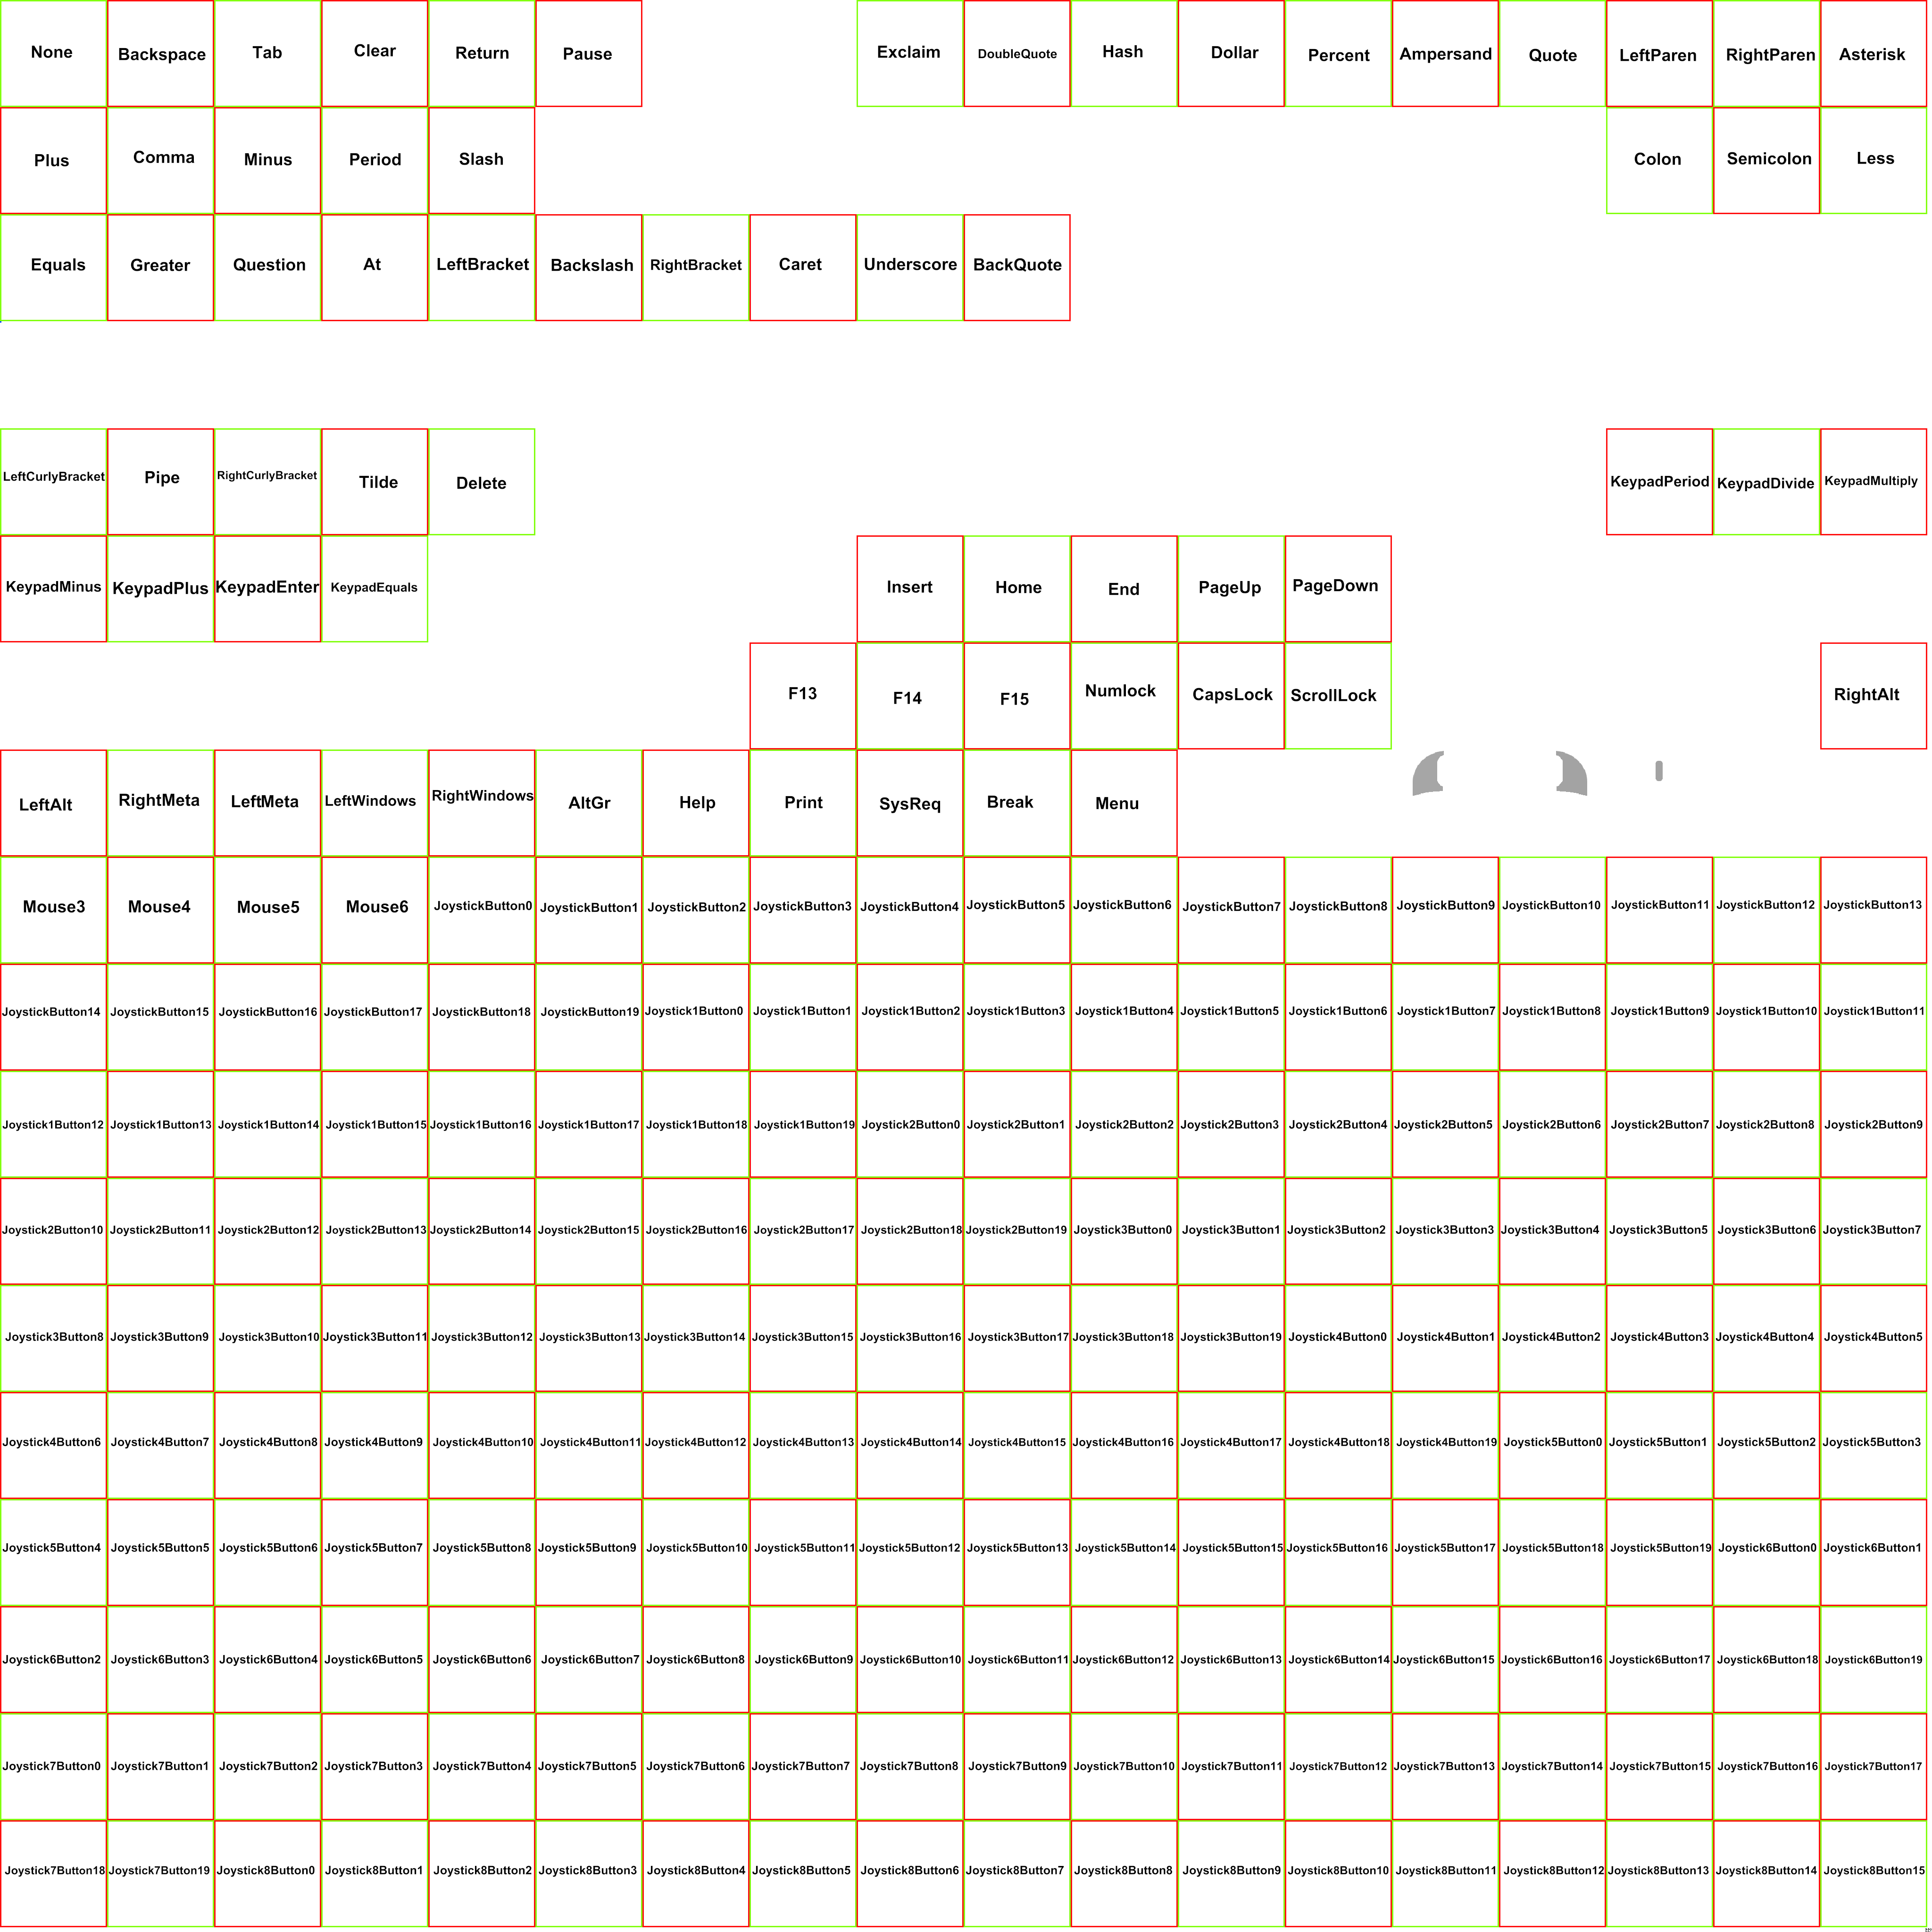 None Backspace Tab Clear Return Pause Exclaim DoubleQuote Hash Dollar Percent Ampersand Quote LeftParen RightParen Asterisk
Plus Comma Minus Period Slash Colon Semicolon Less
Equals Greater Question At LeftBracket Backslash RightBracket Caret Underscore BackQuote
LeftCurlyBracket Pipe RightCurlyBracket Tilde Delete KeypadPeriod KeypadDivide KeypadMultiply
KeypadMinus KeypadPlus KeypadEnter KeypadEquals Insert Home End PageUp PageDown
F13 F14 F15 Numlock CapsLock ScrollLock RightAlt
LeftAlt RightMeta LeftMeta LeftWindows RightWindows AltGr Help Print SysReq Break Menu
Mouse3 Mouse4 Mouse5 Mouse6 JoystickButton0 JoystickButton1 JoystickButton2 JoystickButton3 JoystickButton4 JoystickButton5 JoystickButton6 JoystickButton7 JoystickButton8 JoystickButton9 JoystickButton10 JoystickButton11 JoystickButton12 JoystickButton13
JoystickButton14 JoystickButton15 JoystickButton16 JoystickButton17 JoystickButton18 JoystickButton19 Joystick1Button0 Joystick1Button1 Joystick1Button2 Joystick1Button3 Joystick1Button4 Joystick1Button5 Joystick1Button6 Joystick1Button7 Joystick1Button8 Joystick1Button9 Joystick1Button10 Joystick1Button11
Joystick1Button12 Joystick1Button13 Joystick1Button14 Joystick1Button15 Joystick1Button16 Joystick1Button17 Joystick1Button18 Joystick1Button19 Joystick2Button0 Joystick2Button1 Joystick2Button2 Joystick2Button3 Joystick2Button4 Joystick2Button5 Joystick2Button6 Joystick2Button7 Joystick2Button8 Joystick2Button9
Joystick2Button10 Joystick2Button11 Joystick2Button12 Joystick2Button13 Joystick2Button14 Joystick2Button15 Joystick2Button16 Joystick2Button17 Joystick2Button18 Joystick2Button19 Joystick3Button0 Joystick3Button1 Joystick3Button2 Joystick3Button3 Joystick3Button4 Joystick3Button5 Joystick3Button6 Joystick3Button7
Joystick3Button8 Joystick3Button9 Joystick3Button10 Joystick3Button11 Joystick3Button12 Joystick3Button13 Joystick3Button14 Joystick3Button15 Joystick3Button16 Joystick3Button17 Joystick3Button18 Joystick3Button19 Joystick4Button0 Joystick4Button1 Joystick4Button2 Joystick4Button3 Joystick4Button4 Joystick4Button5
Joystick4Button6 Joystick4Button7 Joystick4Button8 Joystick4Button9 Joystick4Button10 Joystick4Button11 Joystick4Button12 Joystick4Button13 Joystick4Button14 Joystick4Button15 Joystick4Button16 Joystick4Button17 Joystick4Button18 Joystick4Button19 Joystick5Button0 Joystick5Button1 Joystick5Button2 Joystick5Button3
Joystick5Button4 Joystick5Button5 Joystick5Button6 Joystick5Button7 Joystick5Button8 Joystick5Button9 Joystick5Button10 Joystick5Button11 Joystick5Button12 Joystick5Button13 Joystick5Button14 Joystick5Button15 Joystick5Button16 Joystick5Button17 Joystick5Button18 Joystick5Button19 Joystick6Button0 Joystick6Button1
Joystick6Button2 Joystick6Button3 Joystick6Button4 Joystick6Button5 Joystick6Button6 Joystick6Button7 Joystick6Button8 Joystick6Button9 Joystick6Button10 Joystick6Button11 Joystick6Button12 Joystick6Button13 Joystick6Button14 Joystick6Button15 Joystick6Button16 Joystick6Button17 Joystick6Button18 Joystick6Button19
Joystick7Button0 Joystick7Button1 Joystick7Button2 Joystick7Button3 Joystick7Button4 Joystick7Button5 Joystick7Button6 Joystick7Button7 Joystick7Button8 Joystick7Button9 Joystick7Button10 Joystick7Button11 Joystick7Button12 Joystick7Button13 Joystick7Button14 Joystick7Button15 Joystick7Button16 Joystick7Button17
Joystick7Button18 Joystick7Button19 Joystick8Button0 Joystick8Button1 Joystick8Button2 Joystick8Button3 Joystick8Button4 Joystick8Button5 Joystick8Button6 Joystick8Button7 Joystick8Button8 Joystick8Button9 Joystick8Button10 Joystick8Button11 Joystick8Button12 Joystick8Button13 Joystick8Button14 Joystick8Button15